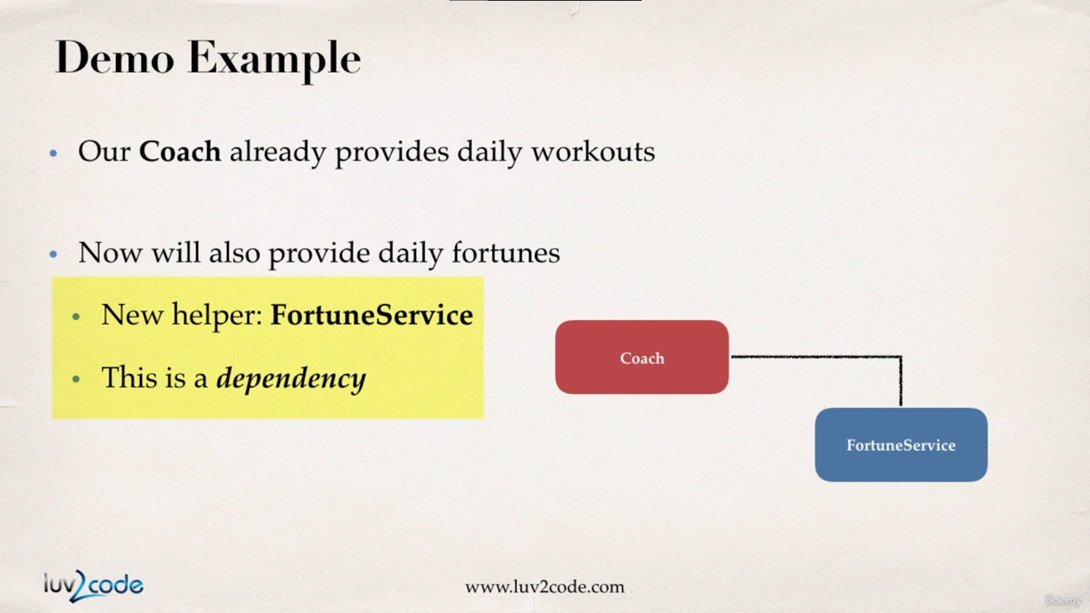 Demo Example
• Our Coach already provides daily workouts
• Now will also provide daily fortunes
• New helper: FortuneService
• This is a dependency
Coach
FortuneService
luv2code
www.luv2code.com
ûdemy